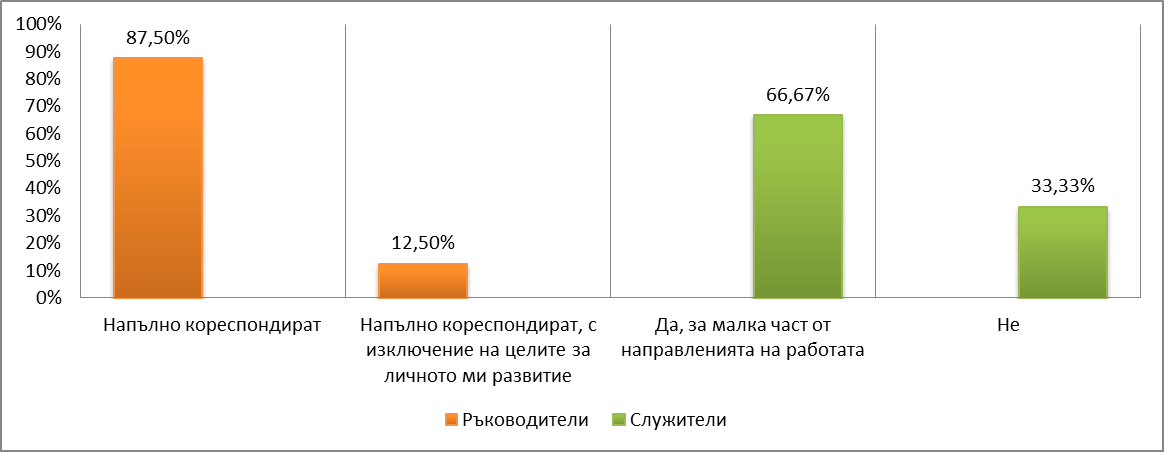 100%
90%
80%
70%
60%
50%
40%
30%
20%
10%
0%
87,50%
12,50%
66,67%
33,33%
Напълно кореспондират
Напълно кореспондират, с
изключение на целите за
личното ми развитие
Да, за малка част от
направленията на работата
Не
Ръководители
Служители